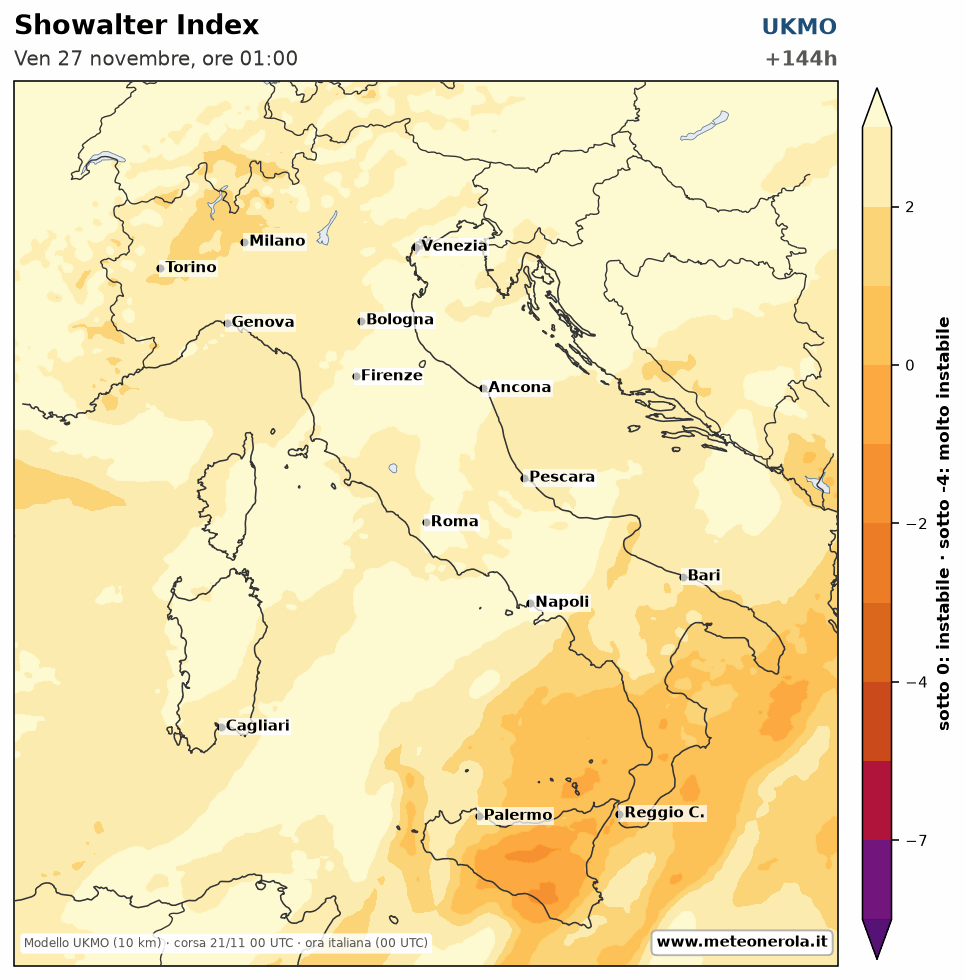 Showalter Index
UKMO
Ven 27 novembre, ore 01:00
+144h
Milano
Venezia
Torino
Genova
Bologna
Firenze
Ancona
Pescara
Roma
Bari
Napoli
Cagliari
Palermo
Reggio C.
2
0
−2
−4
−7
sotto 0: instabile · sotto -4: molto instabile
Modello UKMO (10 km) · corsa 21/11 00 UTC · ora italiana (00 UTC)
www.meteonerola.it